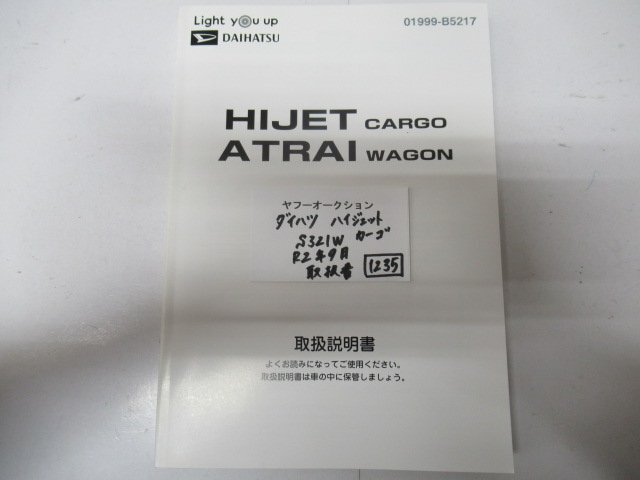 Light you up
01999-B5217
DAIHATSU
HIJET CARGO
ATRAI WAGON
ヤフーオークション
ダイハツ ハイジェット
S321W カーゴ
R2年9月
取扱書 1235
取扱説明書
よくお読みになってご使用ください。
取扱説明書は車の中に保管しましょう。